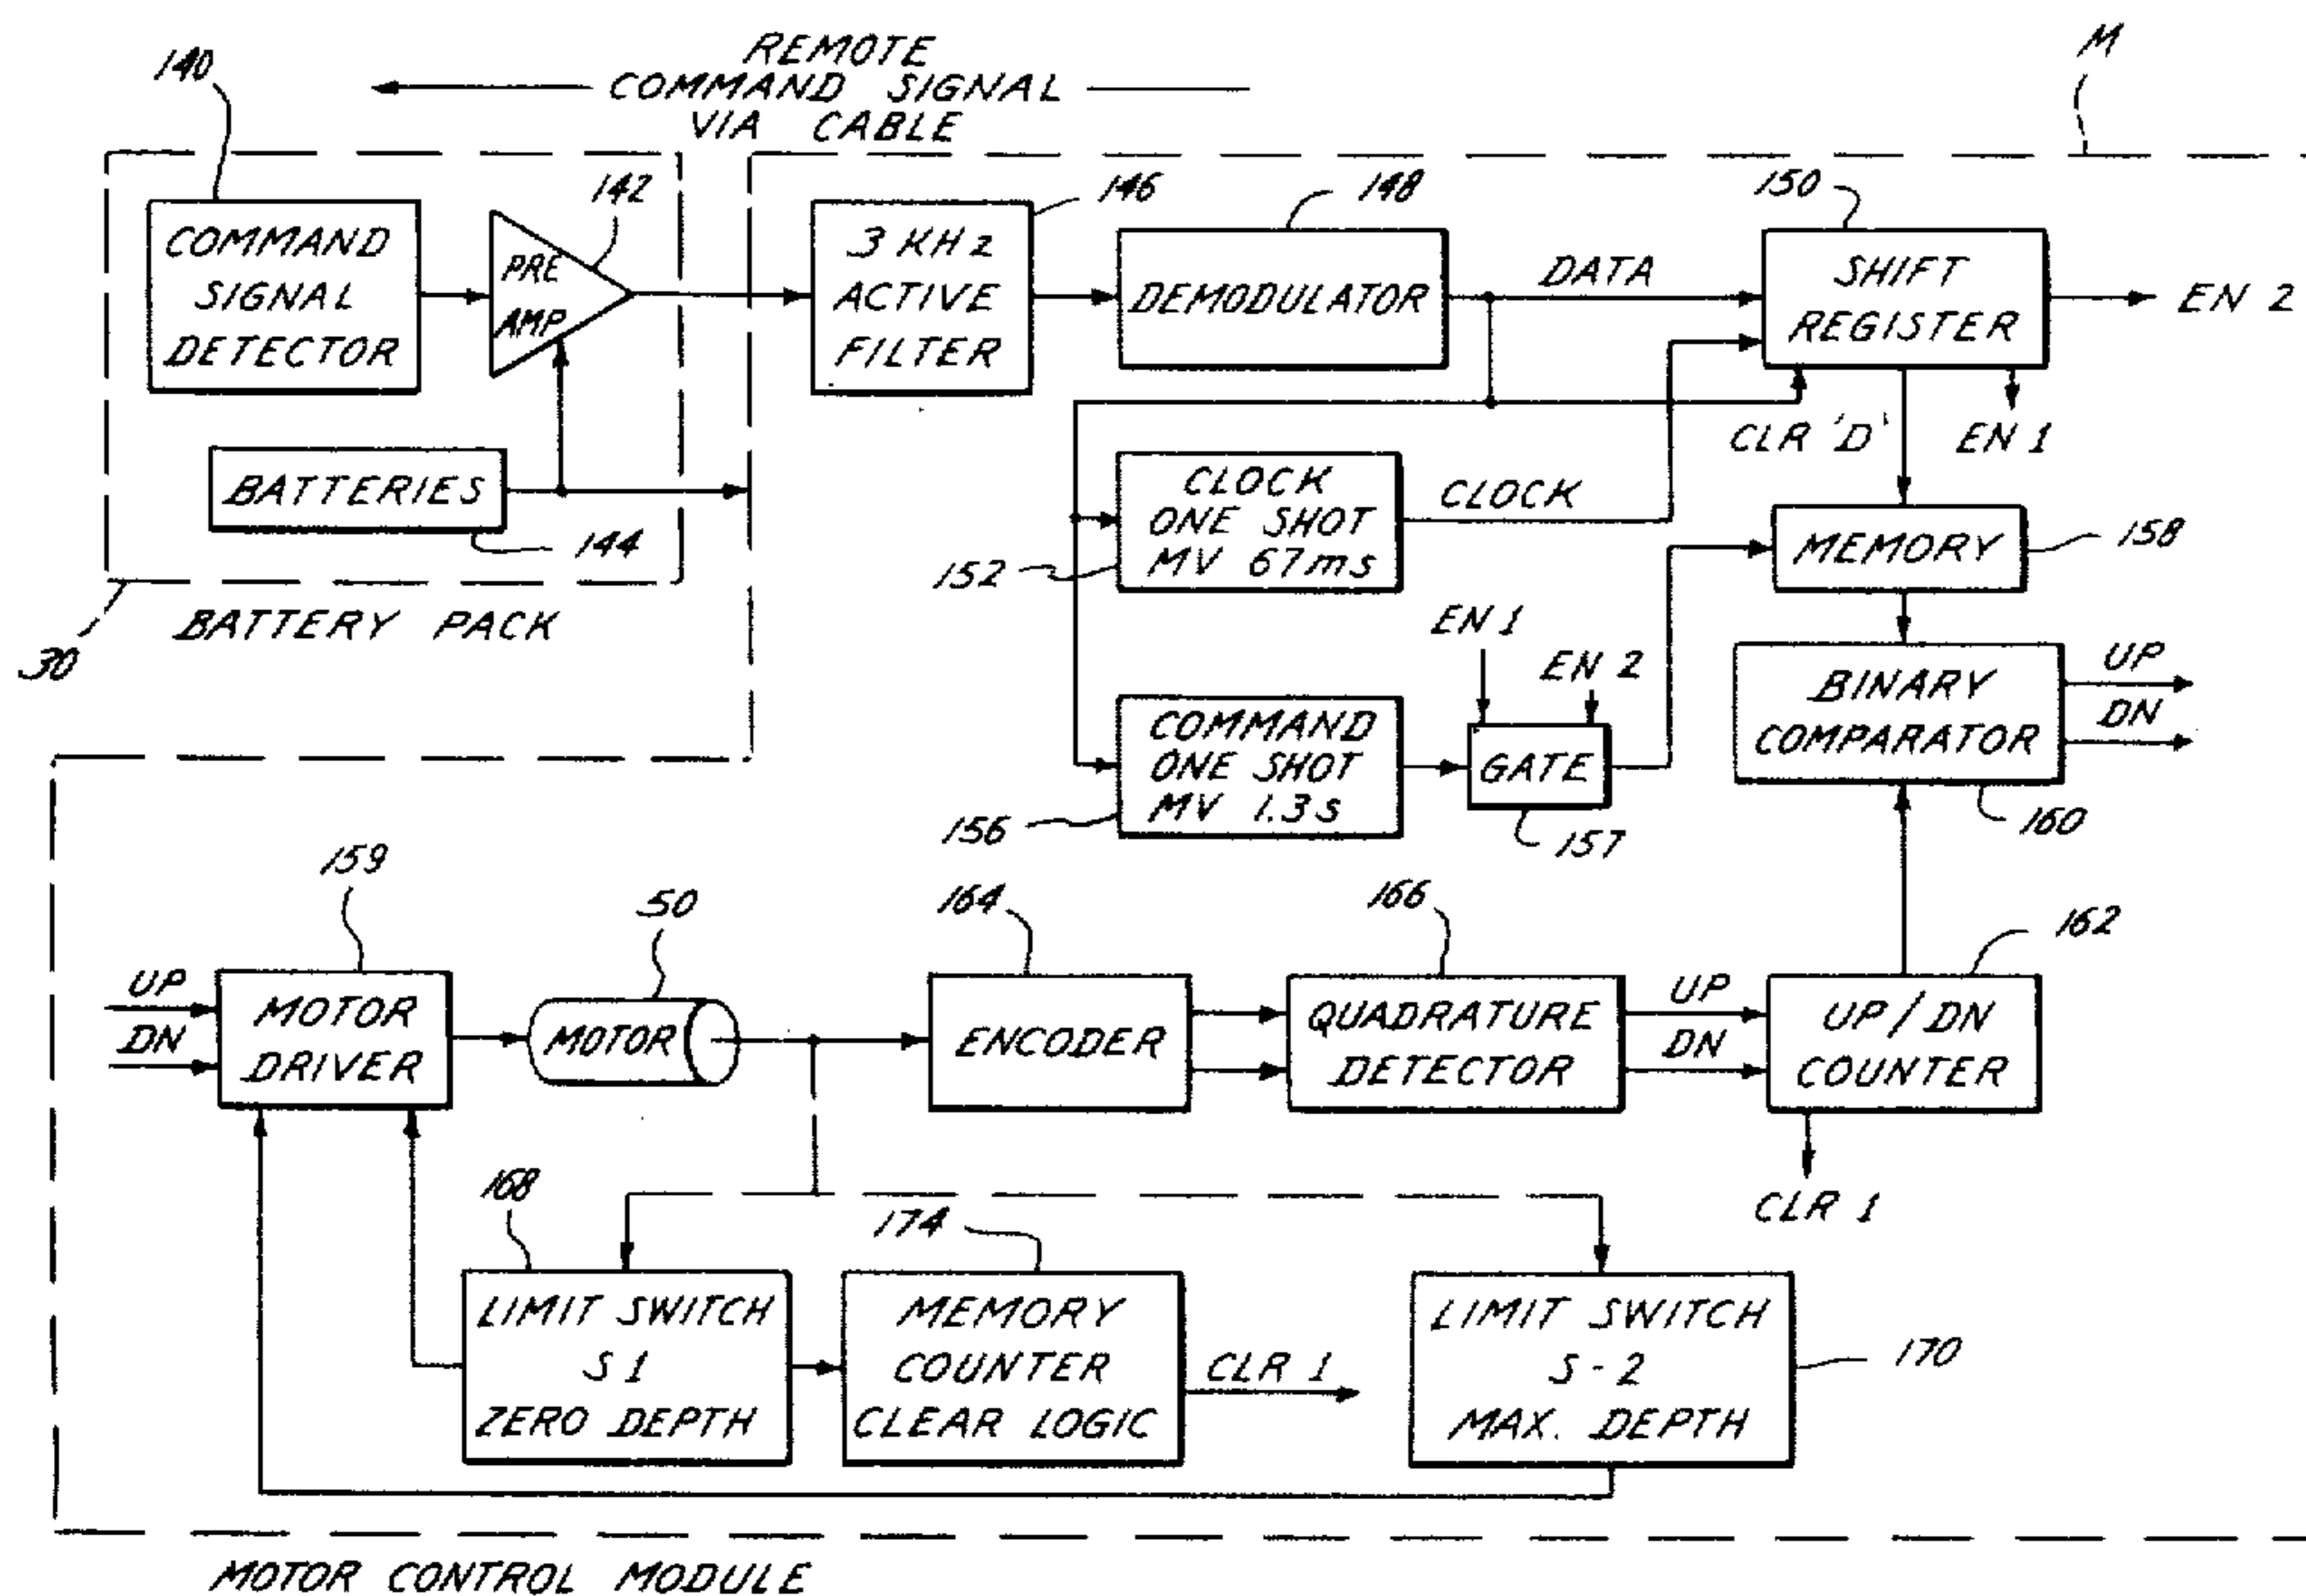 REMOTE
COMMAND SIGNAL
VIA CABLE
M
140
142
146
148
150
COMMAND
SIGNAL
DETECTOR
PRE
AMP
3 KHz
ACTIVE
FILTER
DEMODULATOR
DATA
SHIFT
REGISTER
EN 2
CLR 'D'
EN 1
BATTERIES
144
30
BATTERY PACK
CLOCK
ONE SHOT
MV 67ms
152
CLOCK
MEMORY
158
EN 1
EN 2
COMMAND
ONE SHOT
MV 1.3s
156
GATE
157
BINARY
COMPARATOR
UP
DN
160
159
50
164
166
162
UP
DN
MOTOR
DRIVER
MOTOR
ENCODER
QUADRATURE
DETECTOR
UP
DN
UP/DN
COUNTER
CLR 1
168
174
LIMIT SWITCH
S1
ZERO DEPTH
MEMORY
COUNTER
CLEAR LOGIC
CLR 1
LIMIT SWITCH
S-2
MAX. DEPTH
170
MOTOR CONTROL MODULE